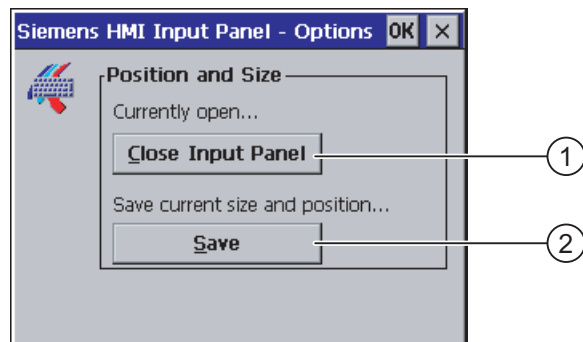 Siemens HMI Input Panel - Options OK ×
Position and Size
Currently open...
Close Input Panel
1
Save current size and position...
Save
2